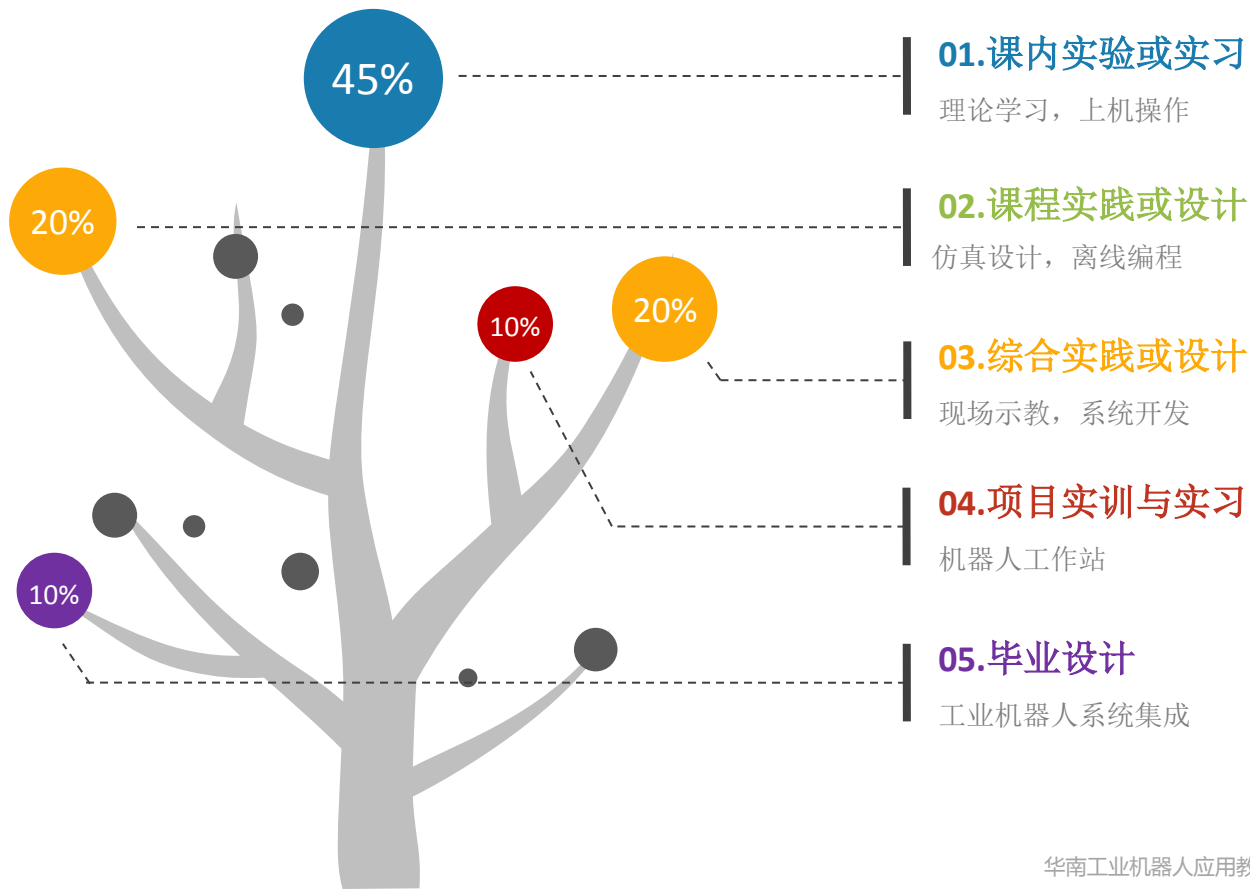 45%
01.课内实验或实习
理论学习，上机操作
20%
02.课程实践或设计
仿真设计，离线编程
10%
20%
03.综合实践或设计
现场示教，系统开发
04.项目实训与实习
机器人工作站
10%
05.毕业设计
工业机器人系统集成
华南工业机器人应用教